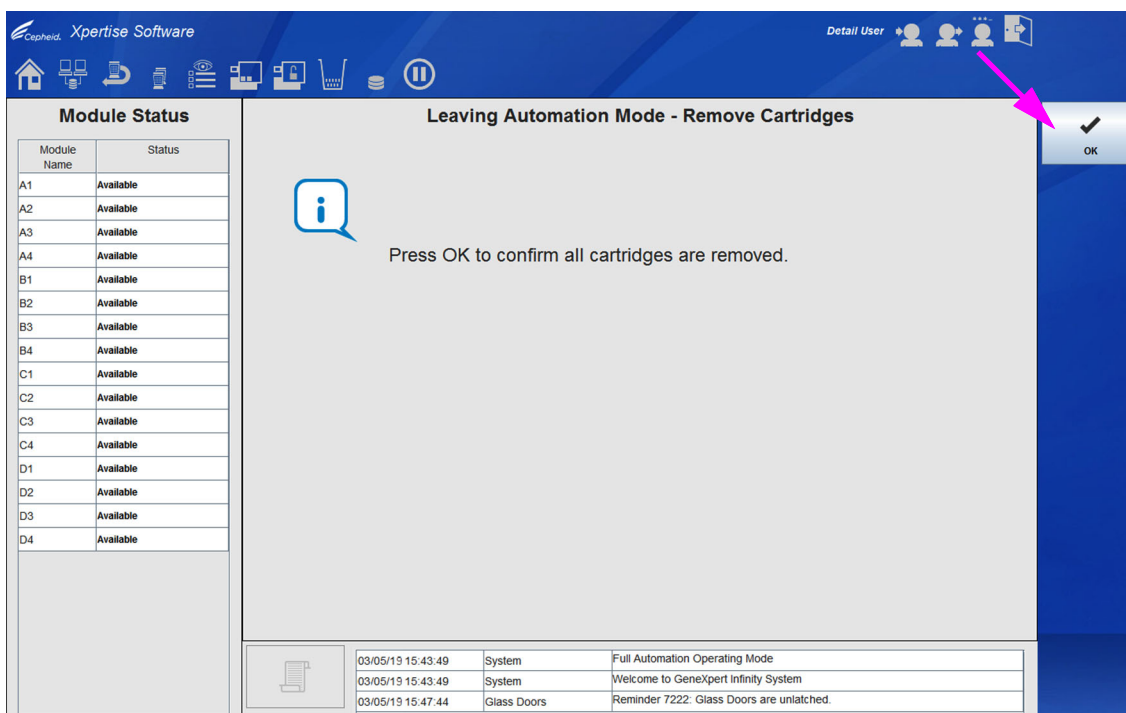 Cepheid. Xpertise Software
Detail User
Module Status
Module Name Status
A1 Available
A2 Available
A3 Available
A4 Available
B1 Available
B2 Available
B3 Available
B4 Available
C1 Available
C2 Available
C3 Available
C4 Available
D1 Available
D2 Available
D3 Available
D4 Available
Leaving Automation Mode - Remove Cartridges
Press OK to confirm all cartridges are removed.
OK
03/05/19 15:43:49 System Full Automation Operating Mode
03/05/19 15:43:49 System Welcome to GeneXpert Infinity System
03/05/19 15:47:44 Glass Doors Reminder 7222: Glass Doors are unlatched.